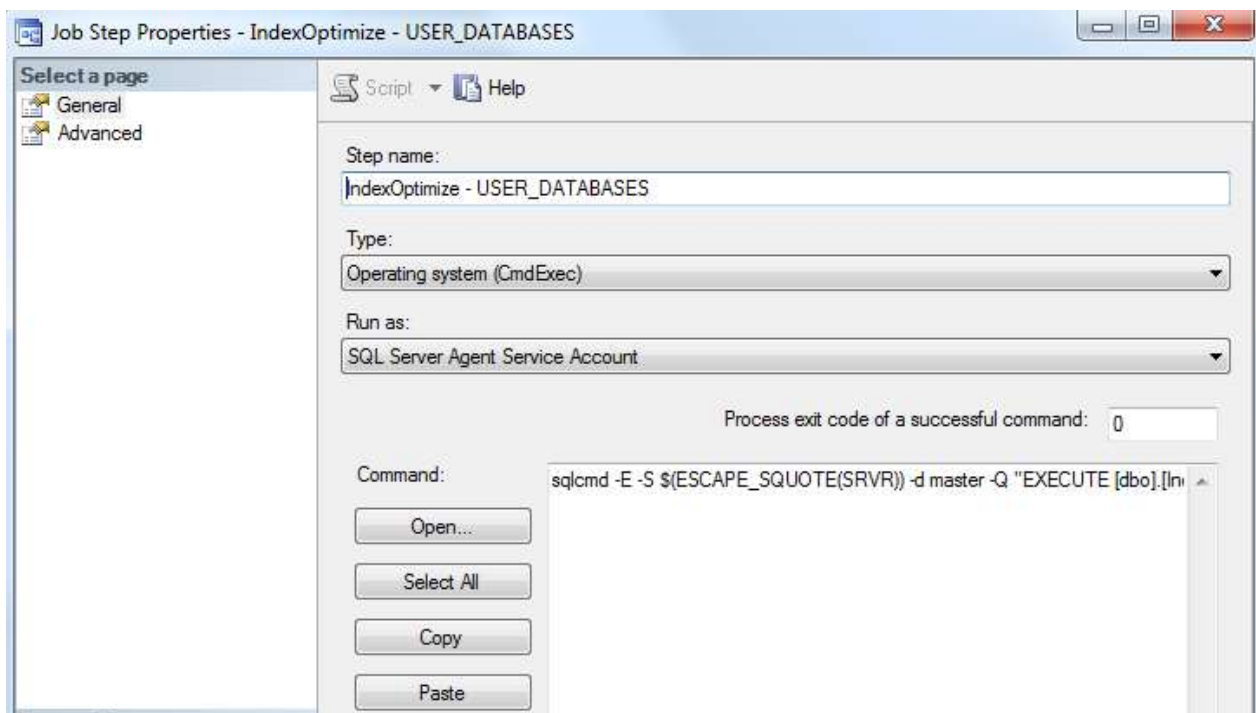 Job Step Properties - IndexOptimize - USER_DATABASES
Select a page
General
Advanced
Script
Help
Step name:
IndexOptimize - USER_DATABASES
Type:
Operating system (CmdExec)
Run as:
SQL Server Agent Service Account
Process exit code of a successful command:
0
Command:
sqlcmd -E -S $(ESCAPE_SQUOTE(SRVR)) -d master -Q "EXECUTE [dbo].[In
Open...
Select All
Copy
Paste